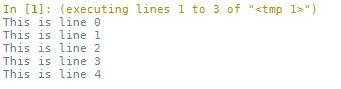 In [1]: (executing lines 1 to 3 of "<tmp 1>")
This is line 0
This is line 1
This is line 2
This is line 3
This is line 4